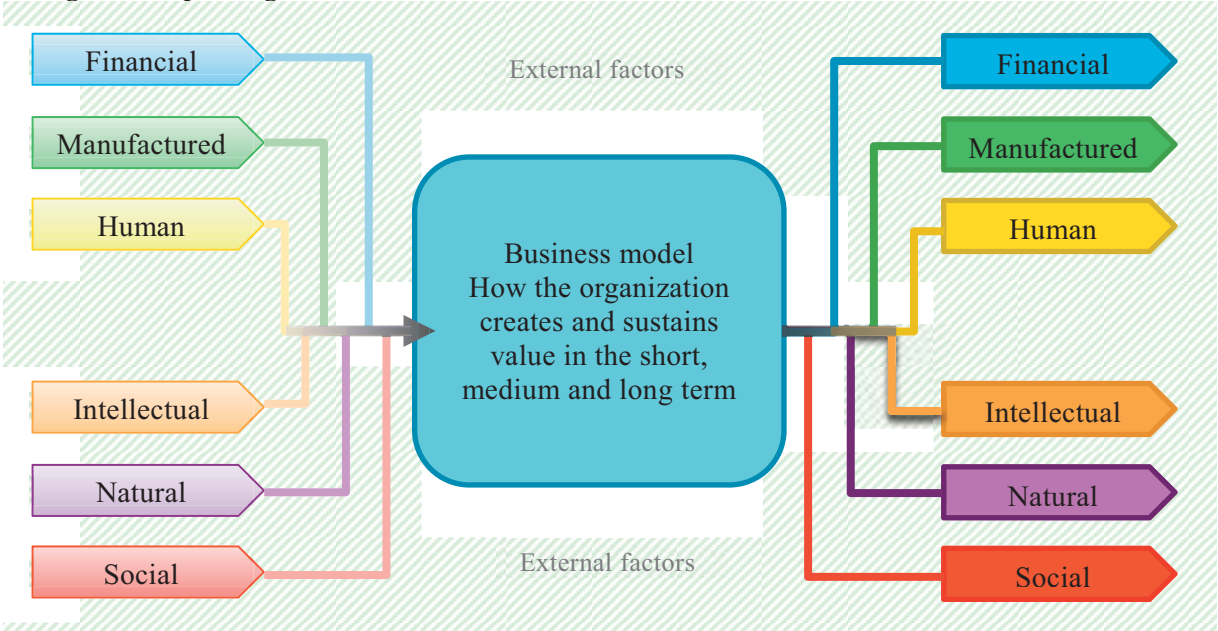 Financial
Manufactured
Human
Intellectual
Natural
Social
External factors
Business model
How the organization
creates and sustains
value in the short,
medium and long term
External factors
Financial
Manufactured
Human
Intellectual
Natural
Social